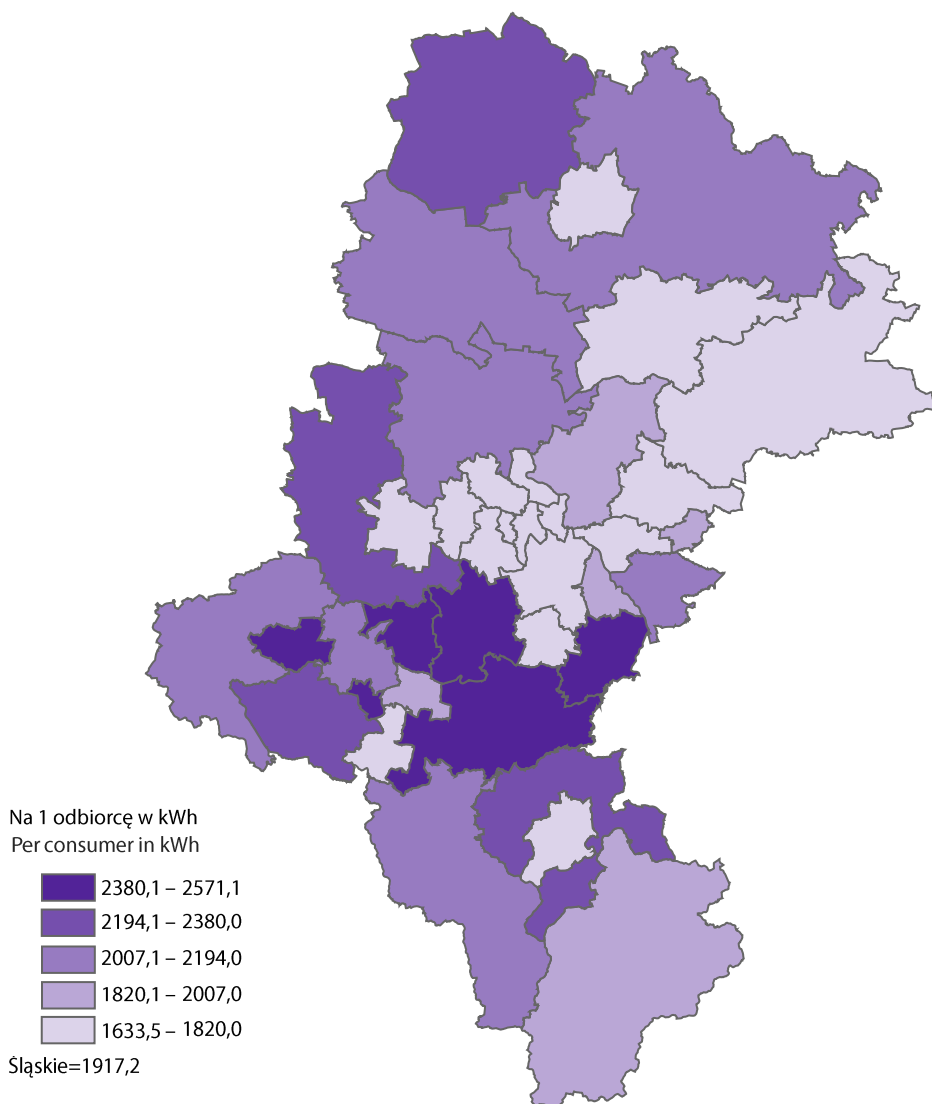 Na 1 odbiorcę w kWh
Per consumer in kWh
2380,1 – 2571,1
2194,1 – 2380,0
2007,1 – 2194,0
1820,1 – 2007,0
1633,5 – 1820,0
Śląskie=1917,2